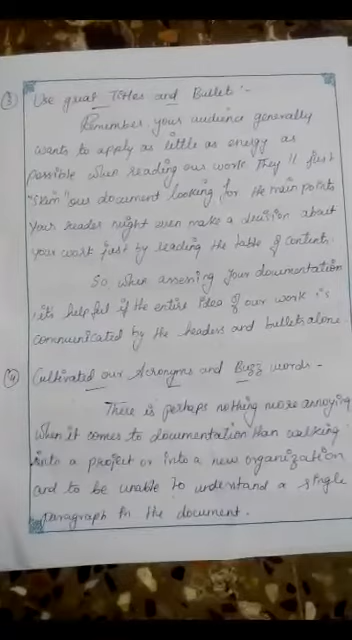 ③ Use great Titles and Bullets :-
Remember, your audience generally
wants to apply as little as energy as
possible when reading our work. They'll first
"skim" our document looking for the main points
your reader might even make a decision about
your work just by reading the table of contents.
So, when assessing your documentation
it's helpful if the entire idea of our work is
communicated by the headers and bullets alone.
④ Cultivated our Acronyms and Buzz words -
There is perhaps nothing more annoying
when it comes to documentation than walking
into a project or into a new organization
and to be unable to understand a single
paragraph in the document.